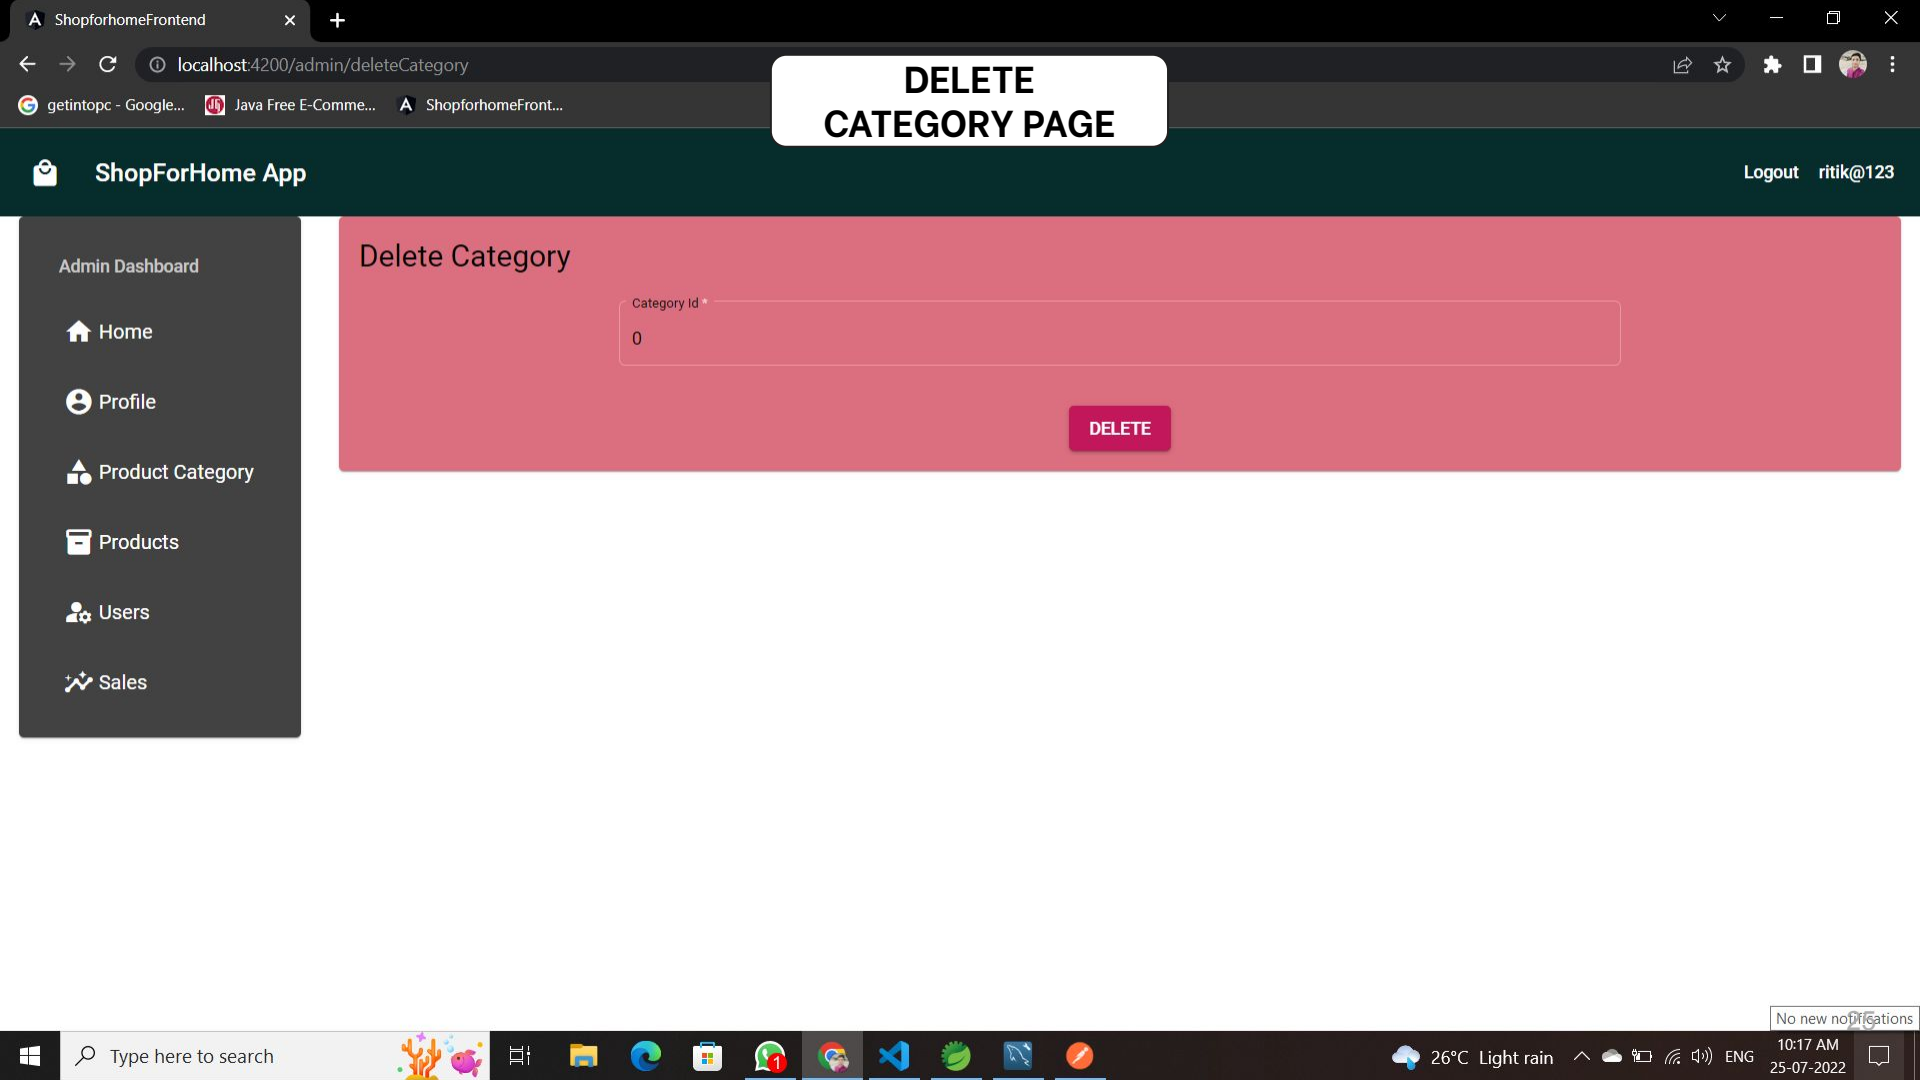 ShopforhomeFrontend
localhost:4200/admin/deleteCategory
DELETE
CATEGORY PAGE
getintopc - Google...
Java Free E-Comme...
ShopforhomeFront...
ShopForHome App
Logout
ritik@123
Admin Dashboard
Home
Profile
Product Category
Products
Users
Sales
Delete Category
Category Id *
0
DELETE
No new notifications
25
Type here to search
1
26°C Light rain
ENG
10:17 AM
25-07-2022